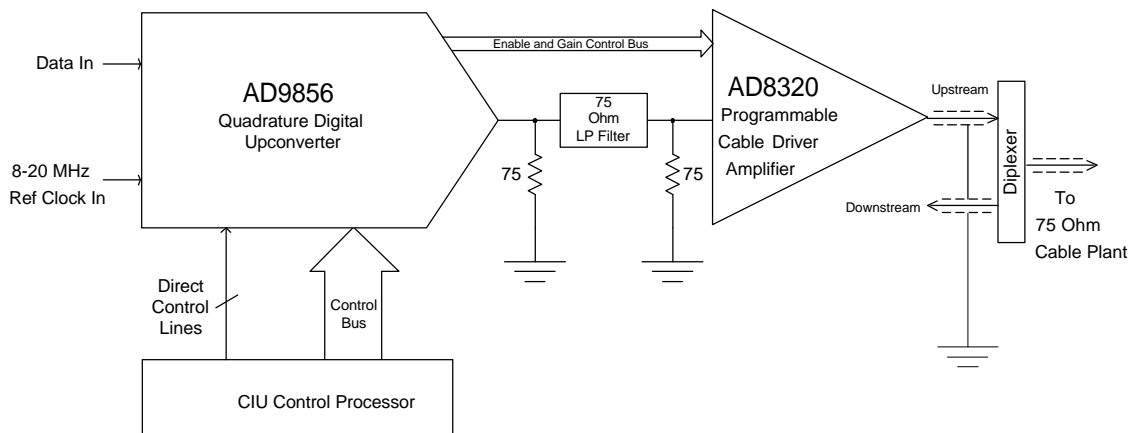 Enable and Gain Control Bus
Data In
AD9856
Quadrature Digital
Upconverter
8-20 MHz
Ref Clock In
75
Ohm
LP Filter
75
75
AD8320
Programmable
Cable Driver
Amplifier
Upstream
Downstream
Diplexer
To
75 Ohm
Cable Plant
Direct
Control
Lines
Control
Bus
CIU Control Processor